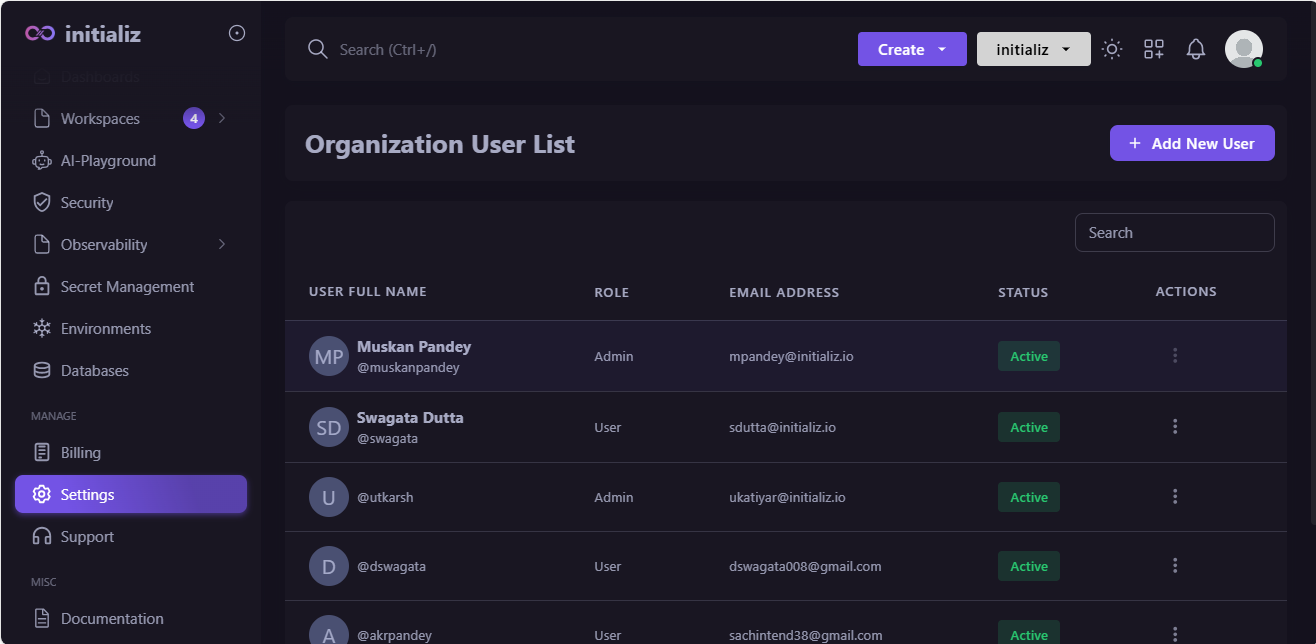 initializ
Dashboards
Workspaces 4
AI-Playground
Security
Observability
Secret Management
Environments
Databases
MANAGE
Billing
Settings
Support
MISC
Documentation
Search (Ctrl+/)
Create
initializ
Organization User List
+ Add New User
Search
USER FULL NAME ROLE EMAIL ADDRESS STATUS ACTIONS
MP Muskan Pandey
@muskanpandey
Admin mpandey@initializ.io Active
SD Swagata Dutta
@swagata
User sdutta@initializ.io Active
U @utkarsh Admin ukatiyar@initializ.io Active
D @dswagata User dswagata008@gmail.com Active
A @akrpandey User sachintend38@gmail.com Active